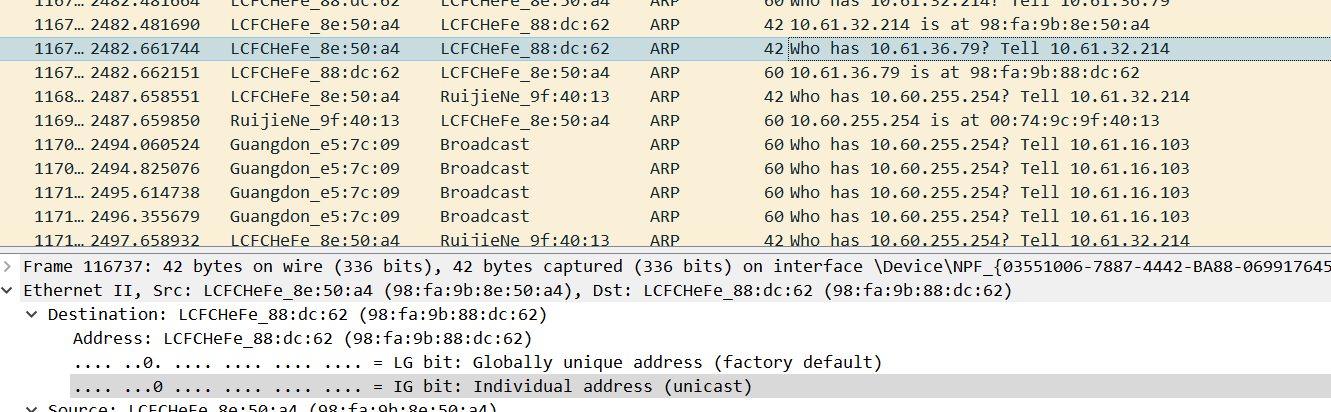 1167… 2482.481664 LCFCHeFe_88:dc:62 LCFCHeFe_8e:50:a4 ARP 60 Who has 10.61.32.214? Tell 10.61.36.79
1167… 2482.481690 LCFCHeFe_8e:50:a4 LCFCHeFe_88:dc:62 ARP 42 10.61.32.214 is at 98:fa:9b:8e:50:a4
1167… 2482.661744 LCFCHeFe_8e:50:a4 LCFCHeFe_88:dc:62 ARP 42 Who has 10.61.36.79? Tell 10.61.32.214
1167… 2482.662151 LCFCHeFe_88:dc:62 LCFCHeFe_8e:50:a4 ARP 60 10.61.36.79 is at 98:fa:9b:88:dc:62
1168… 2487.658551 LCFCHeFe_8e:50:a4 RuijieNe_9f:40:13 ARP 42 Who has 10.60.255.254? Tell 10.61.32.214
1169… 2487.659850 RuijieNe_9f:40:13 LCFCHeFe_8e:50:a4 ARP 60 10.60.255.254 is at 00:74:9c:9f:40:13
1170… 2494.060524 Guangdon_e5:7c:09 Broadcast ARP 60 Who has 10.60.255.254? Tell 10.61.16.103
1170… 2494.825076 Guangdon_e5:7c:09 Broadcast ARP 60 Who has 10.60.255.254? Tell 10.61.16.103
1171… 2495.614738 Guangdon_e5:7c:09 Broadcast ARP 60 Who has 10.60.255.254? Tell 10.61.16.103
1171… 2496.355679 Guangdon_e5:7c:09 Broadcast ARP 60 Who has 10.60.255.254? Tell 10.61.16.103
1171… 2497.658932 LCFCHeFe_8e:50:a4 RuijieNe_9f:40:13 ARP 42 Who has 10.60.255.254? Tell 10.61.32.214
Frame 116737: 42 bytes on wire (336 bits), 42 bytes captured (336 bits) on interface \Device\NPF_{03551006-7887-4442-BA88-069917645
Ethernet II, Src: LCFCHeFe_8e:50:a4 (98:fa:9b:8e:50:a4), Dst: LCFCHeFe_88:dc:62 (98:fa:9b:88:dc:62)
Destination: LCFCHeFe_88:dc:62 (98:fa:9b:88:dc:62)
Address: LCFCHeFe_88:dc:62 (98:fa:9b:88:dc:62)
.... ..0. .... .... .... .... = LG bit: Globally unique address (factory default)
.... ...0 .... .... .... .... = IG bit: Individual address (unicast)
Source: LCFCHeFe_8e:50:a4 (98:fa:9b:8e:50:a4)